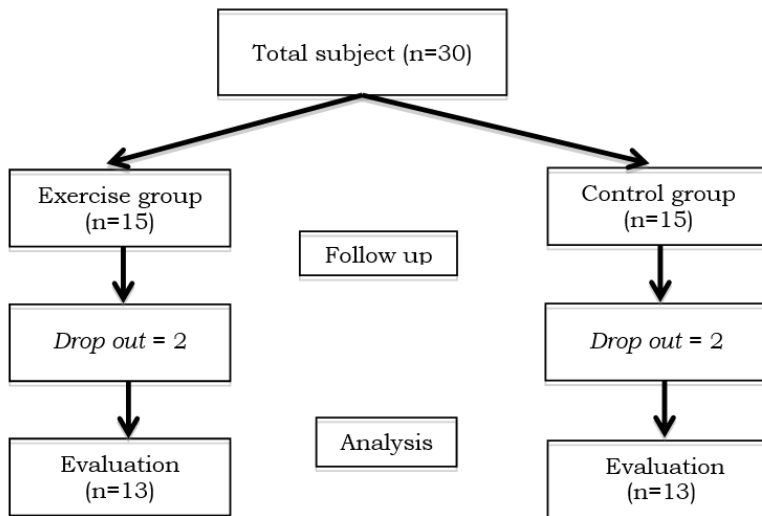 Total subject (n=30)
Exercise group
(n=15)
Control group
(n=15)
Follow up
Drop out = 2
Drop out = 2
Analysis
Evaluation
(n=13)
Evaluation
(n=13)